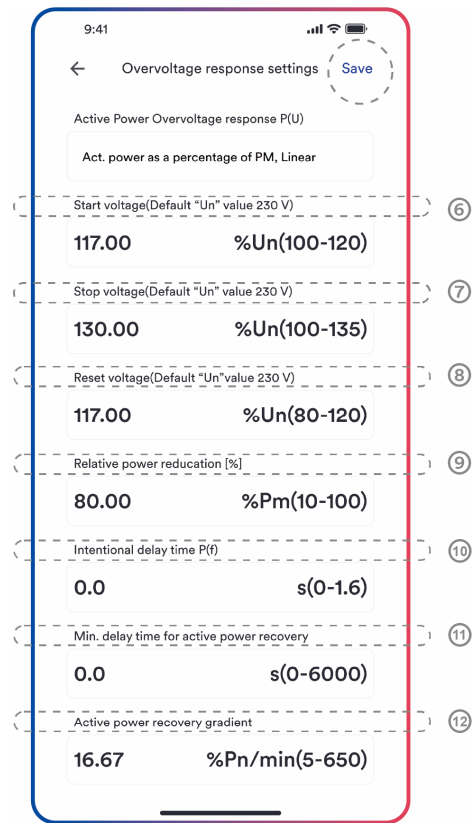 9:41
Overvoltage response settings Save
Active Power Overvoltage response P(U)
Act. power as a percentage of PM, Linear
Start voltage(Default “Un” value 230 V) ⑥
117.00 %Un(100-120)
Stop voltage(Default “Un” value 230 V) ⑦
130.00 %Un(100-135)
Reset voltage(Default “Un”value 230 V) ⑧
117.00 %Un(80-120)
Relative power reducation [%] ⑨
80.00 %Pm(10-100)
Intentional delay time P(f) ⑩
0.0 s(0-1.6)
Min. delay time for active power recovery ⑪
0.0 s(0-6000)
Active power recovery gradient ⑫
16.67 %Pn/min(5-650)